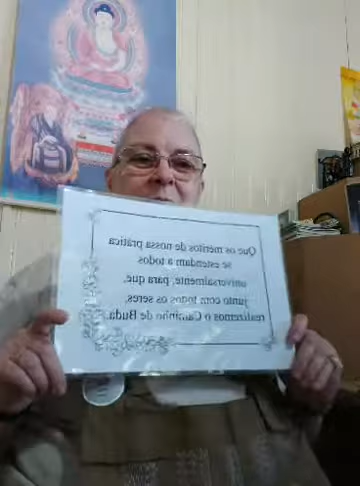 Que os méritos de nossa prática
se estendam a todos
universalmente, para que,
junto com todos os seres,
realizemos o Caminho de Buda.